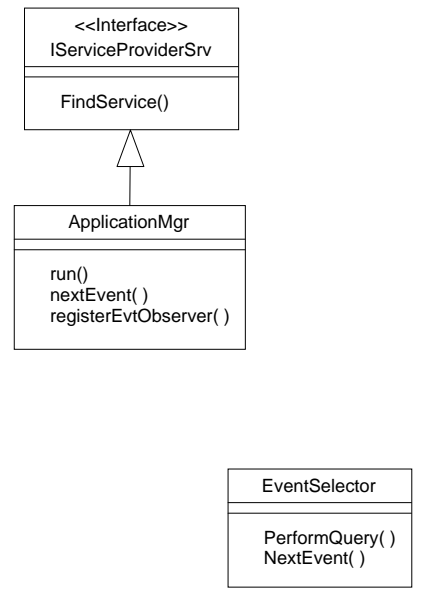 <<Interface>>
IServiceProviderSrv
FindService()
ApplicationMgr
run()
nextEvent( )
registerEvtObserver( )
EventSelector
PerformQuery( )
NextEvent( )